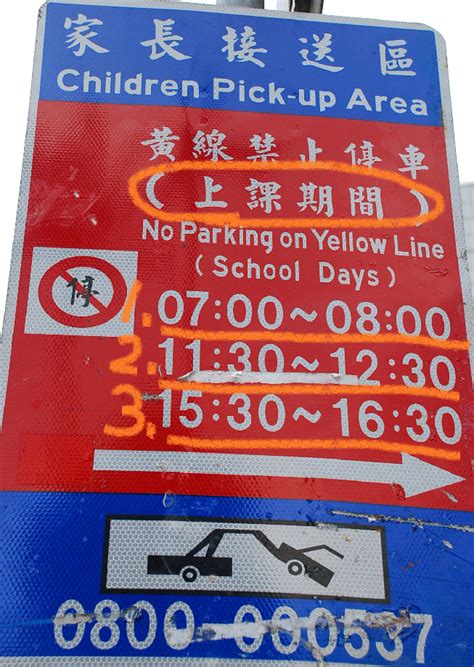 家長接送區
Children Pick-up Area
黃線禁止停車
(上課期間)
No Parking on Yellow Line
(School Days)
停
1. 07:00~08:00
2. 11:30~12:30
3. 15:30~16:30
0800-000537